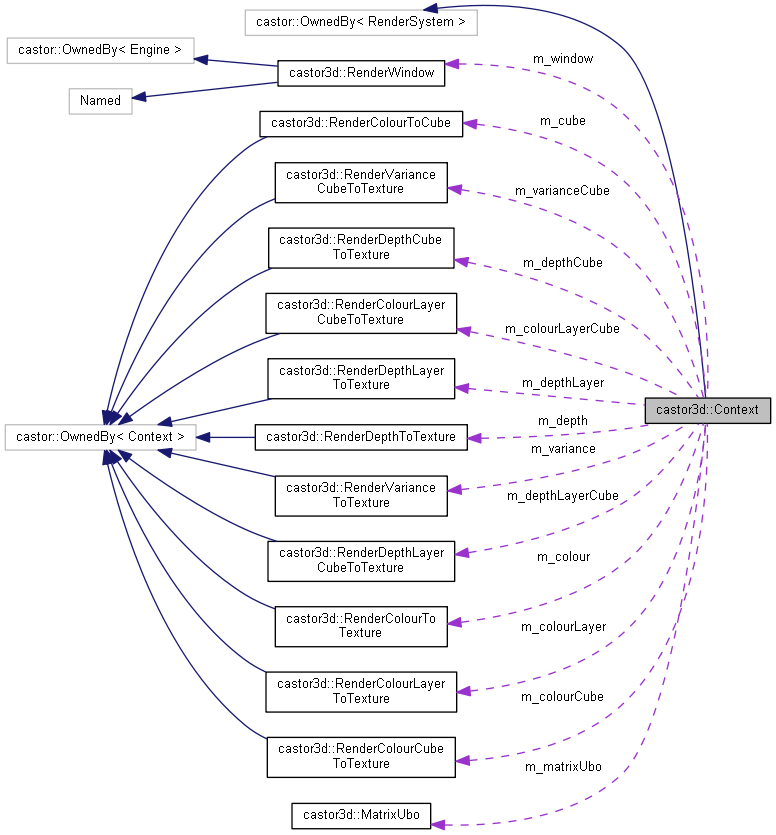 castor::OwnedBy< RenderSystem >
castor::OwnedBy< Engine >
m_window
castor3d::RenderWindow
Named
castor3d::RenderColourToCube
m_cube
castor3d::RenderVariance
CubeToTexture
m_varianceCube
castor3d::RenderDepthCube
ToTexture
m_depthCube
castor3d::RenderColourLayer
CubeToTexture
m_colourLayerCube
castor3d::RenderDepthLayer
ToTexture
m_depthLayer
castor3d::Context
castor::OwnedBy< Context >
castor3d::RenderDepthToTexture
m_depth
m_variance
castor3d::RenderVariance
ToTexture
m_depthLayerCube
castor3d::RenderDepthLayer
CubeToTexture
m_colour
castor3d::RenderColourTo
Texture
m_colourLayer
castor3d::RenderColourLayer
ToTexture
m_colourCube
castor3d::RenderColourCube
ToTexture
m_matrixUbo
castor3d::MatrixUbo